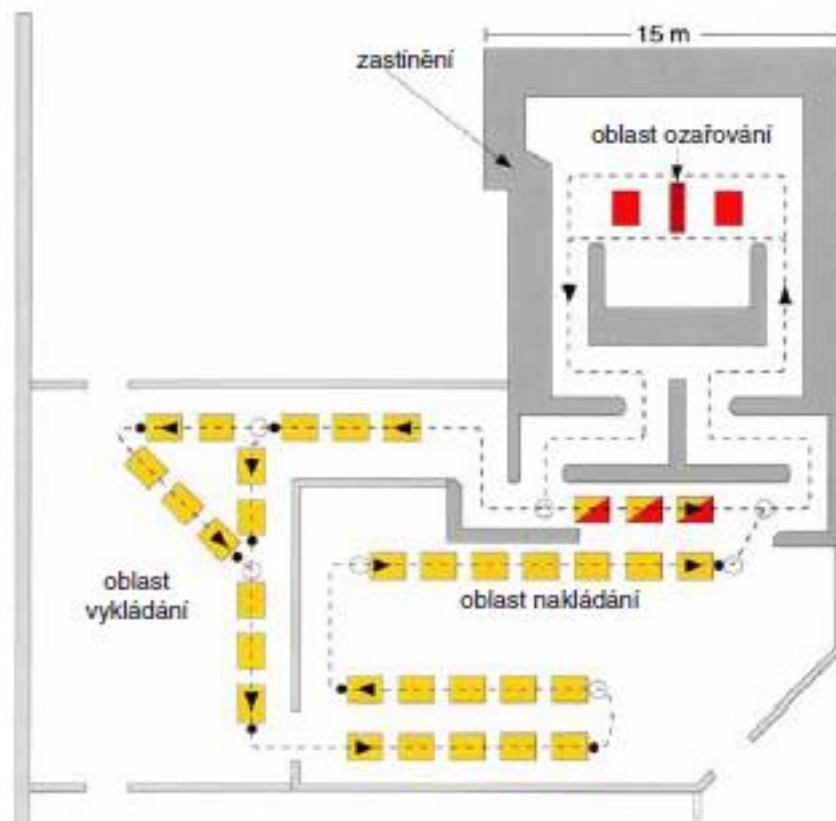 15 m
zastínění
oblast ozařování
oblast
vykládání
oblast nakládání